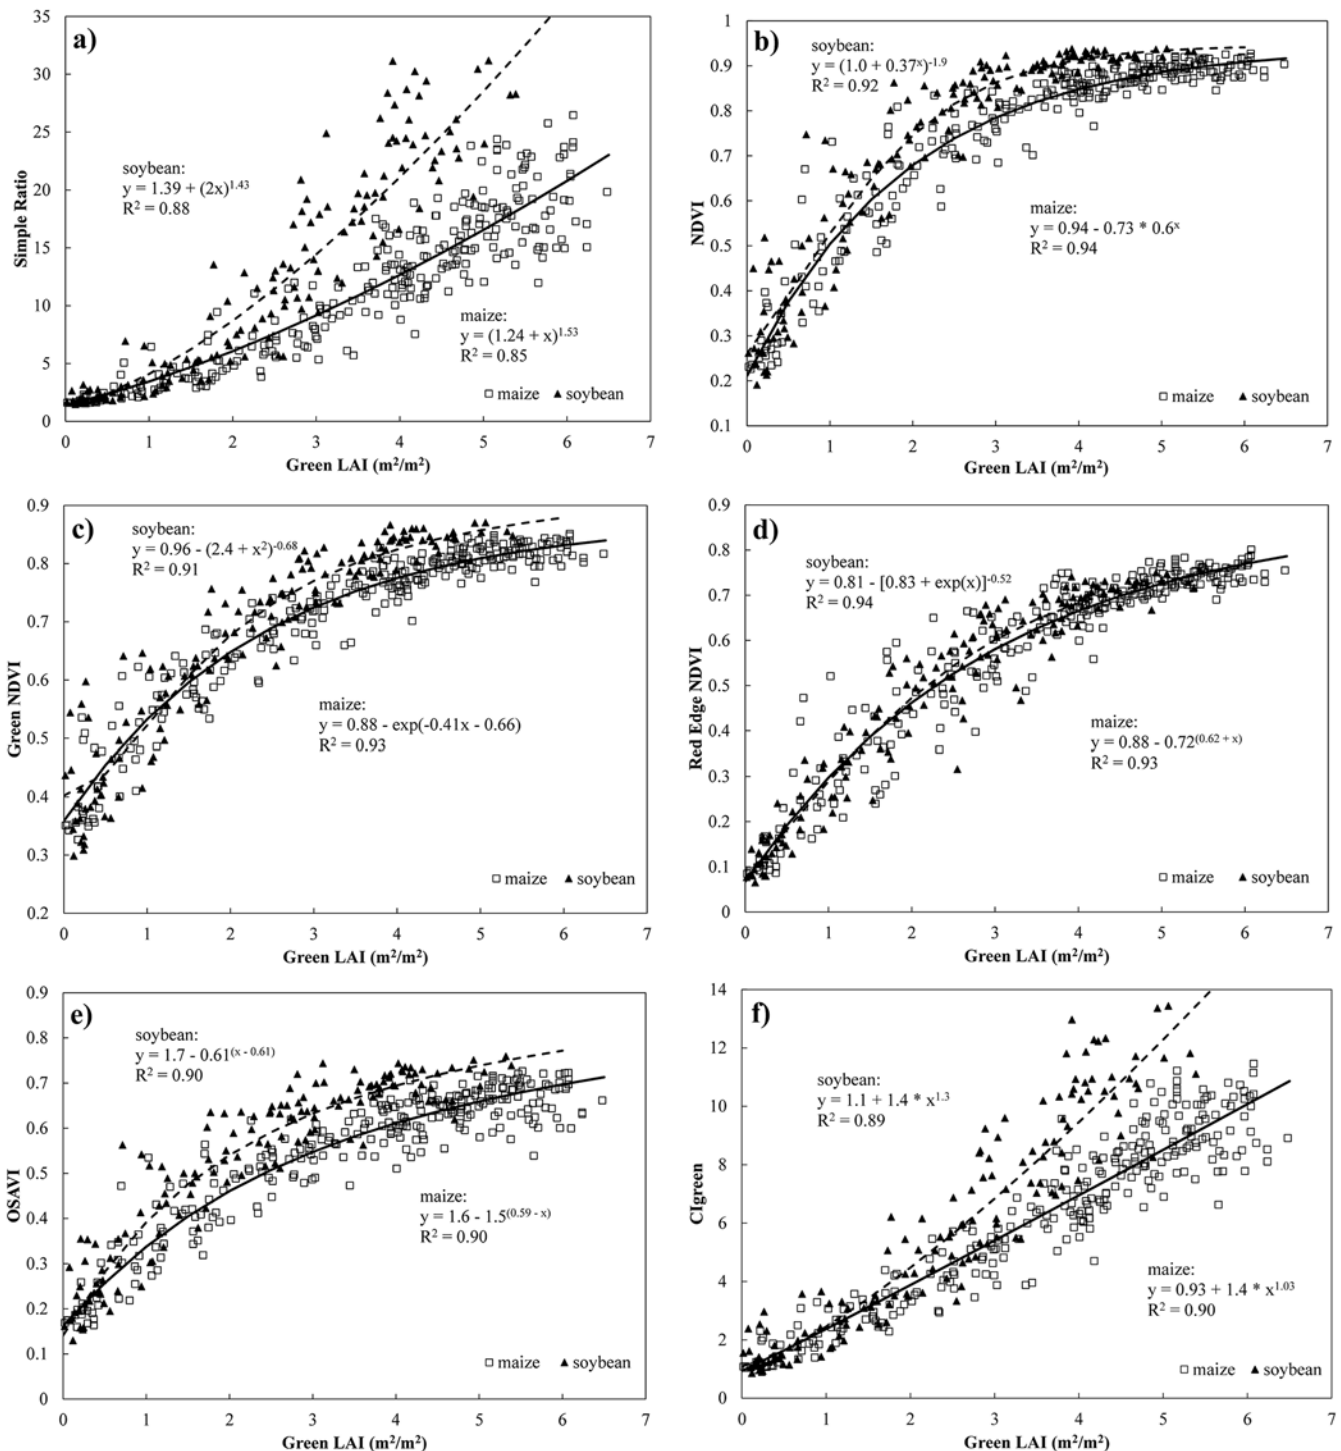 a)
35
30
25
20
15
10
5
0
Simple Ratio
soybean:
y = 1.39 + (2x)^1.43
R² = 0.88
maize:
y = (1.24 + x)^1.53
R² = 0.85
□ maize ▲ soybean
0 1 2 3 4 5 6 7
Green LAI (m²/m²)
b)
1
0.9
0.8
0.7
0.6
0.5
0.4
0.3
0.2
0.1
NDVI
soybean:
y = (1.0 + 0.37^x)^-1.9
R² = 0.92
maize:
y = 0.94 - 0.73 * 0.6^x
R² = 0.94
□ maize ▲ soybean
0 1 2 3 4 5 6 7
Green LAI (m²/m²)
c)
0.9
0.8
0.7
0.6
0.5
0.4
0.3
0.2
Green NDVI
soybean:
y = 0.96 - (2.4 + x²)^-0.68
R² = 0.91
maize:
y = 0.88 - exp(-0.41x - 0.66)
R² = 0.93
□ maize ▲ soybean
0 1 2 3 4 5 6 7
Green LAI (m²/m²)
d)
0.9
0.8
0.7
0.6
0.5
0.4
0.3
0.2
0.1
0
Red Edge NDVI
soybean:
y = 0.81 - [0.83 + exp(x)]^-0.52
R² = 0.94
maize:
y = 0.88 - 0.72^(0.62 + x)
R² = 0.93
□ maize ▲ soybean
0 1 2 3 4 5 6 7
Green LAI (m²/m²)
e)
0.9
0.8
0.7
0.6
0.5
0.4
0.3
0.2
0.1
0
OSAVI
soybean:
y = 1.7 - 0.61^(x - 0.61)
R² = 0.90
maize:
y = 1.6 - 1.5^(0.59 - x)
R² = 0.90
□ maize ▲ soybean
0 1 2 3 4 5 6 7
Green LAI (m²/m²)
f)
14
12
10
8
6
4
2
0
CIgreen
soybean:
y = 1.1 + 1.4 * x^1.3
R² = 0.89
maize:
y = 0.93 + 1.4 * x^1.03
R² = 0.90
□ maize ▲ soybean
0 1 2 3 4 5 6 7
Green LAI (m²/m²)